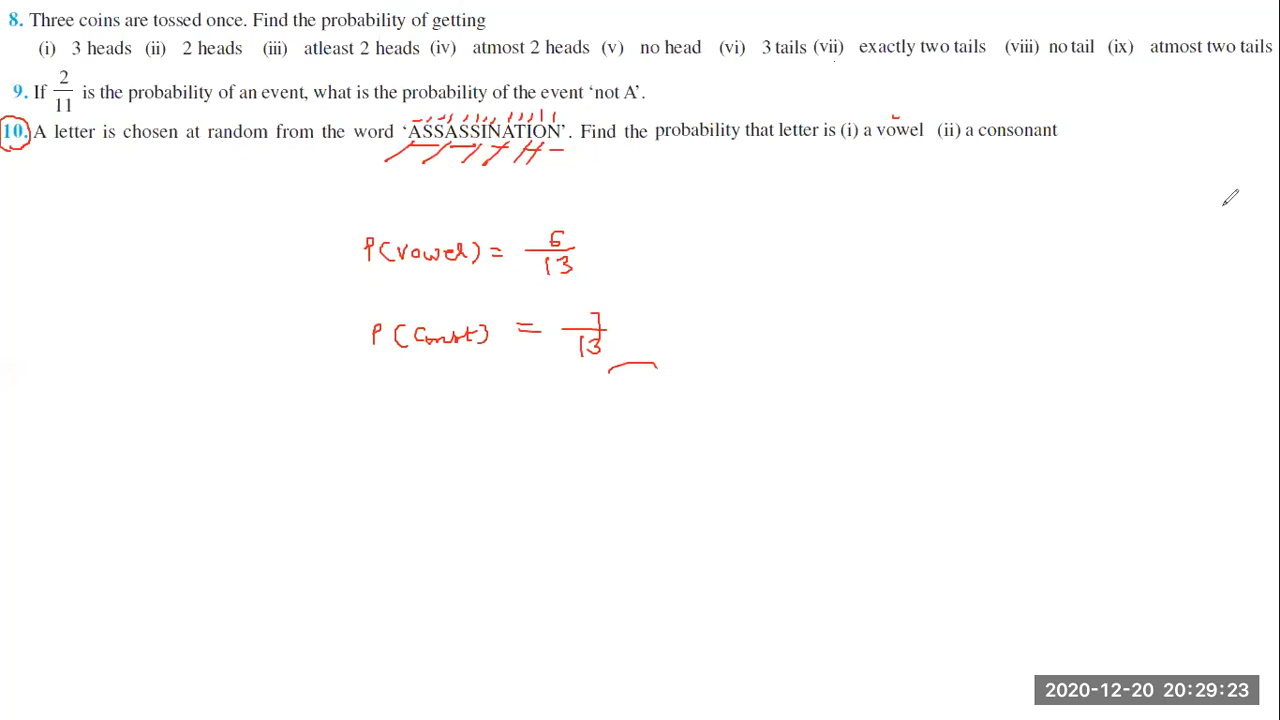 8. Three coins are tossed once. Find the probability of getting
(i) 3 heads (ii) 2 heads (iii) atleast 2 heads (iv) atmost 2 heads (v) no head (vi) 3 tails (vii) exactly two tails (viii) no tail (ix) atmost two tails
9. If 2/11 is the probability of an event, what is the probability of the event ‘not A’.
10. A letter is chosen at random from the word ‘ASSASSINATION’. Find the probability that letter is (i) a vowel (ii) a consonant
P(vowel) = 6/13
P(Const) = 7/13
2020-12-20 20:29:23